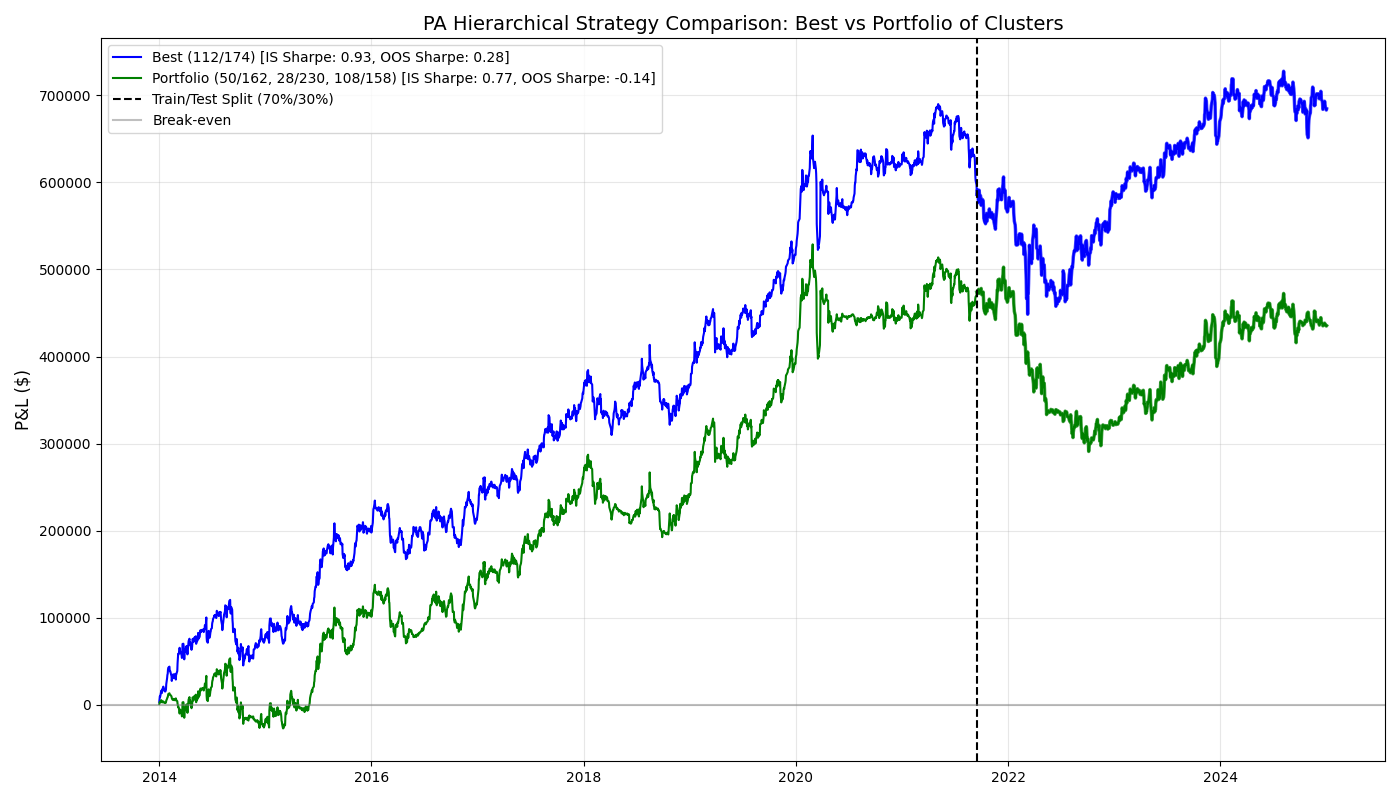 PA Hierarchical Strategy Comparison: Best vs Portfolio of Clusters
Best (112/174) [IS Sharpe: 0.93, OOS Sharpe: 0.28]
Portfolio (50/162, 28/230, 108/158) [IS Sharpe: 0.77, OOS Sharpe: -0.14]
Train/Test Split (70%/30%)
Break-even
P&L ($)
700000
600000
500000
400000
300000
200000
100000
0
2014
2016
2018
2020
2022
2024